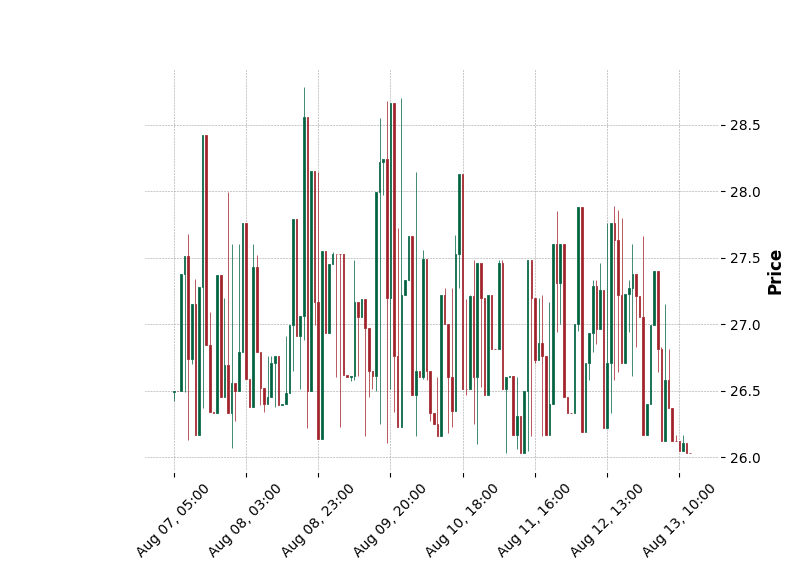 28.5
28.0
27.5
27.0
26.5
26.0
Price
Aug 07, 05:00
Aug 08, 03:00
Aug 08, 23:00
Aug 09, 20:00
Aug 10, 18:00
Aug 11, 16:00
Aug 12, 13:00
Aug 13, 10:00